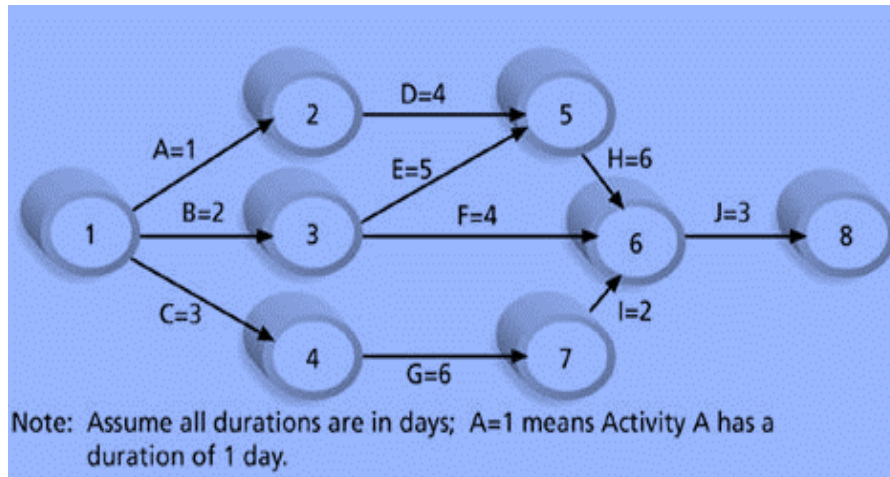 2
D=4
5
A=1
E=5
H=6
1
B=2
3
F=4
6
J=3
8
C=3
I=2
4
G=6
7
Note: Assume all durations are in days; A=1 means Activity A has a
duration of 1 day.